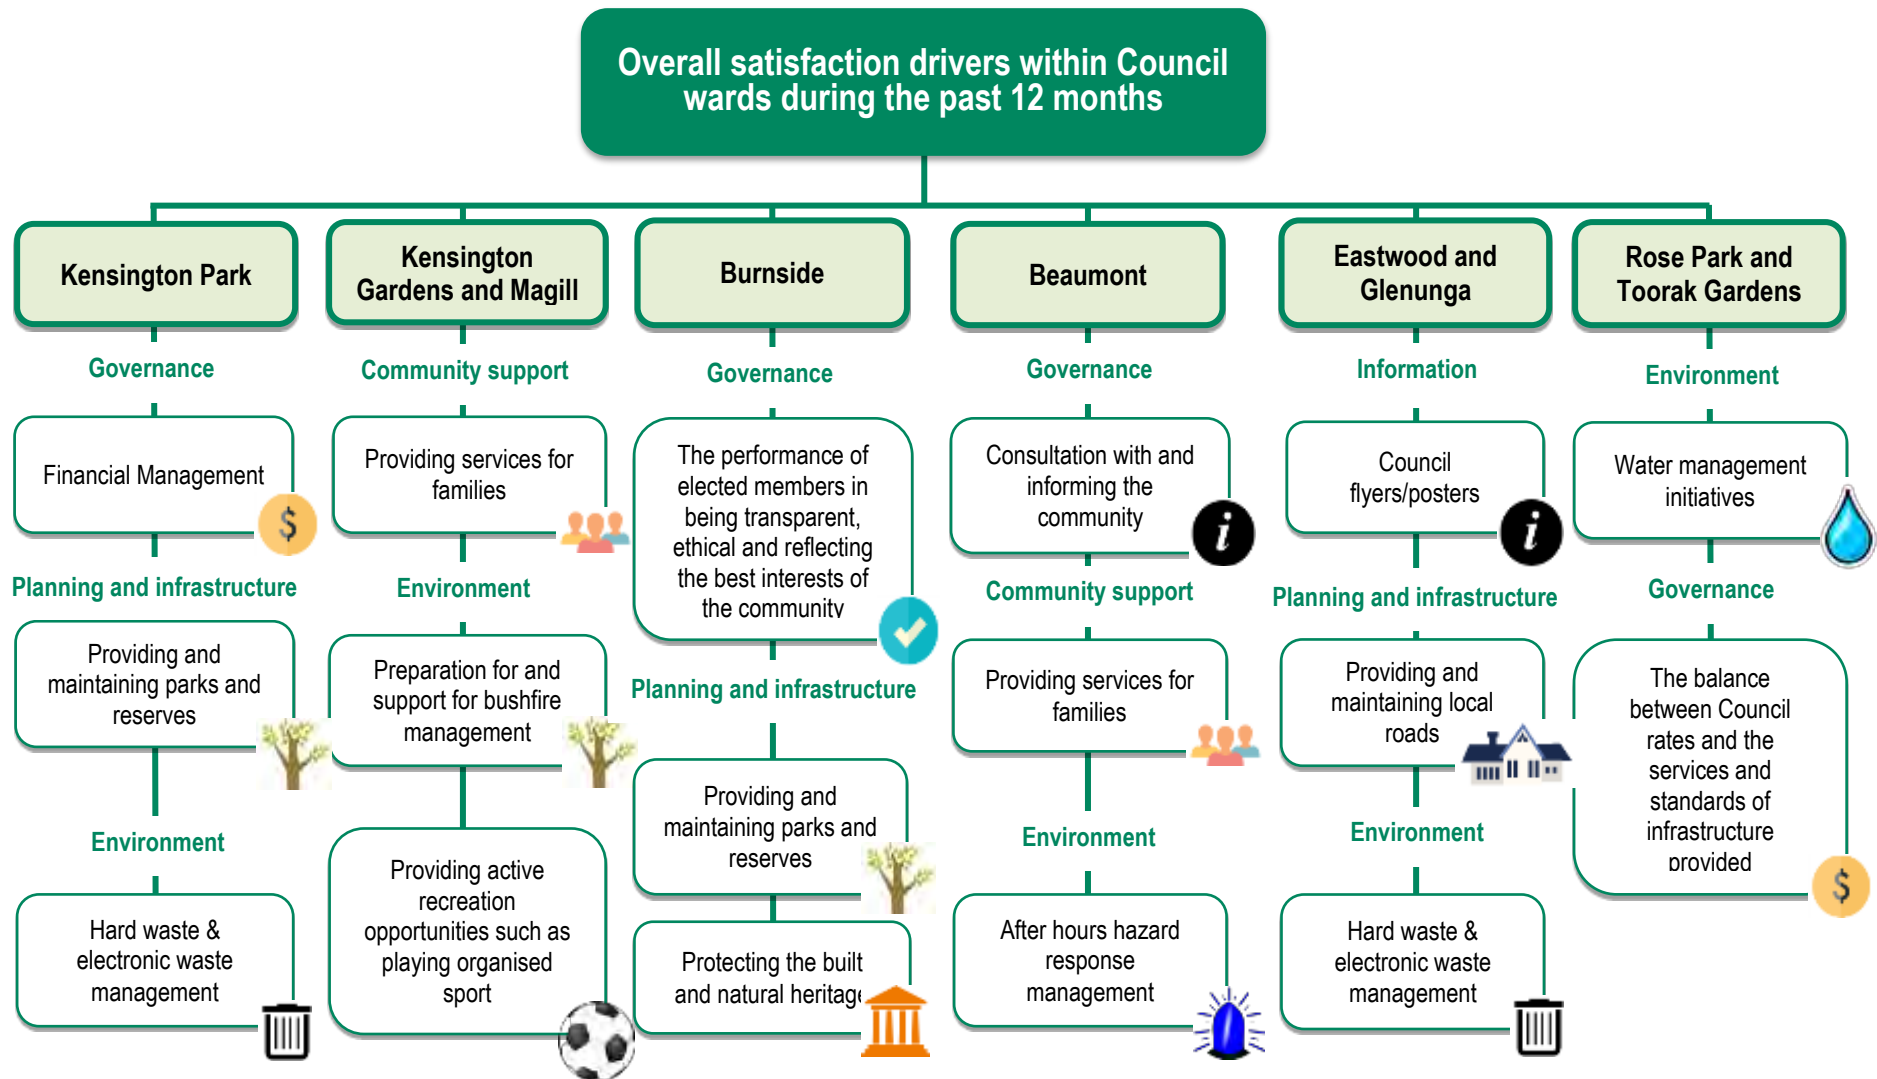 Overall satisfaction drivers within Council
wards during the past 12 months
Kensington Park
Governance
Financial Management
$
Planning and infrastructure
Providing and
maintaining parks and
reserves
Environment
Hard waste &
electronic waste
management
Kensington
Gardens and Magill
Community support
Providing services for
families
Environment
Preparation for and
support for bushfire
management
Providing active
recreation
opportunities such as
playing organised
sport
Burnside
Governance
The performance of
elected members in
being transparent,
ethical and reflecting
the best interests of
the community
Planning and infrastructure
Providing and
maintaining parks and
reserves
Protecting the built
and natural heritage
Beaumont
Governance
Consultation with and
informing the
community
i
Community support
Providing services for
families
Environment
After hours hazard
response
management
Eastwood and
Glenunga
Information
Council
flyers/posters
i
Planning and infrastructure
Providing and
maintaining local
roads
Environment
Hard waste &
electronic waste
management
Rose Park and
Toorak Gardens
Environment
Water management
initiatives
Governance
The balance
between Council
rates and the
services and
standards of
infrastructure
provided
$